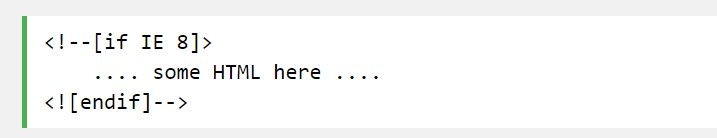 <!--[if IE 8]>
    .... some HTML here ....
<![endif]-->